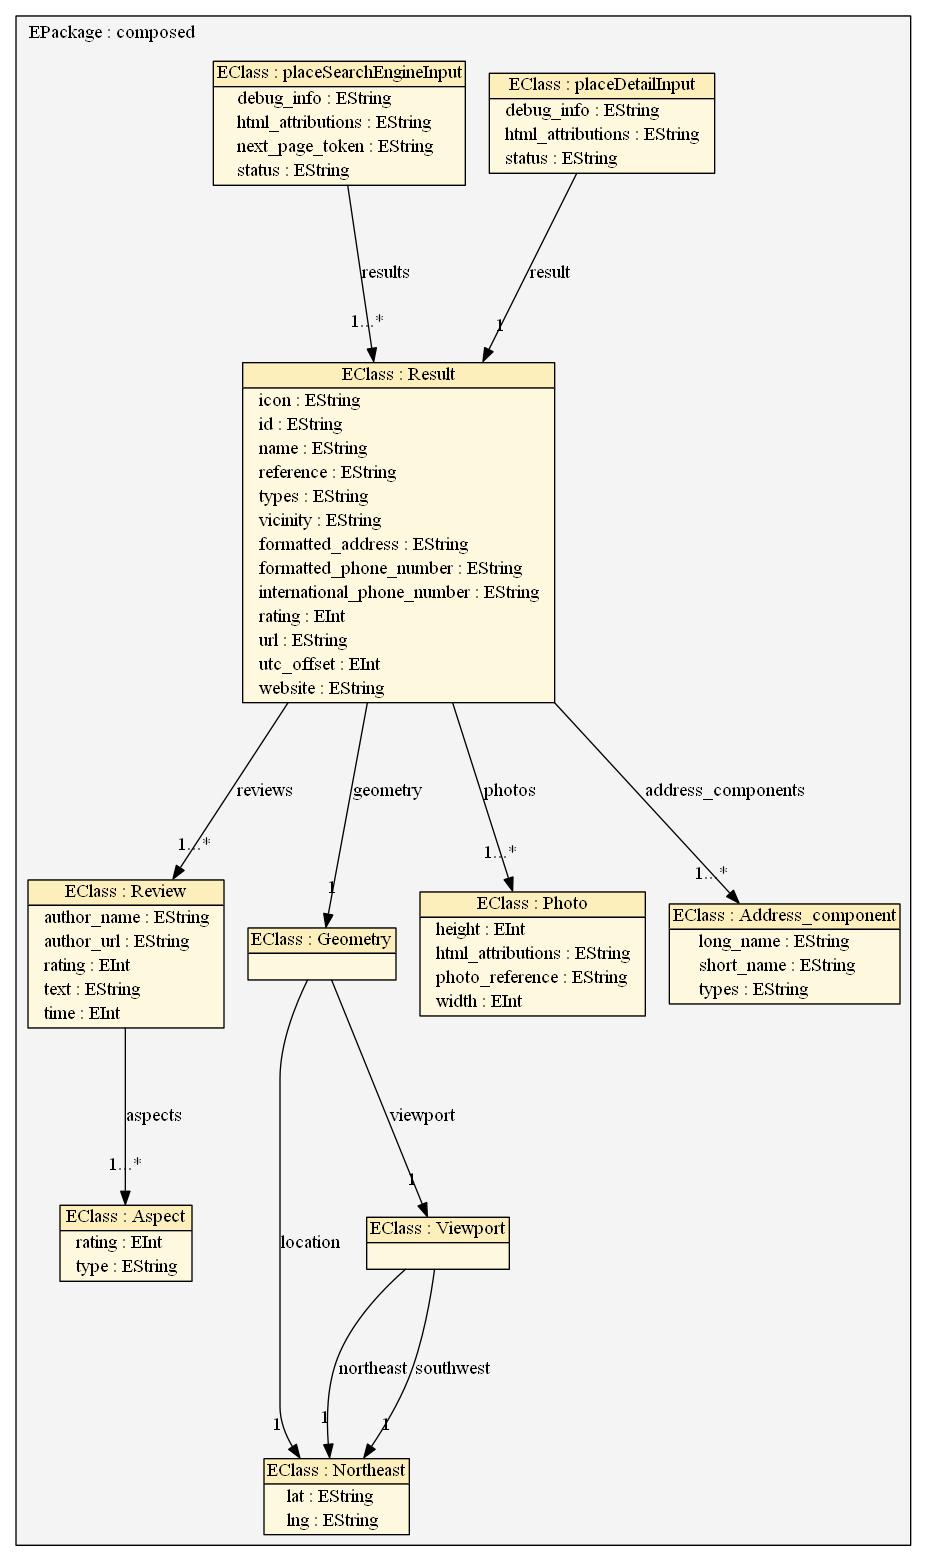 EPackage : composed
EClass : placeSearchEngineInput
debug_info : EString
html_attributions : EString
next_page_token : EString
status : EString
EClass : placeDetailInput
debug_info : EString
html_attributions : EString
status : EString
results
1...*
result
1
EClass : Result
icon : EString
id : EString
name : EString
reference : EString
types : EString
vicinity : EString
formatted_address : EString
formatted_phone_number : EString
international_phone_number : EString
rating : EInt
url : EString
utc_offset : EInt
website : EString
reviews
1...*
geometry
1
photos
1...*
address_components
1...*
EClass : Review
author_name : EString
author_url : EString
rating : EInt
text : EString
time : EInt
EClass : Geometry
EClass : Photo
height : EInt
html_attributions : EString
photo_reference : EString
width : EInt
EClass : Address_component
long_name : EString
short_name : EString
types : EString
aspects
1...*
viewport
1
EClass : Aspect
rating : EInt
type : EString
location
1
EClass : Viewport
northeast
1
southwest
1
EClass : Northeast
lat : EString
lng : EString